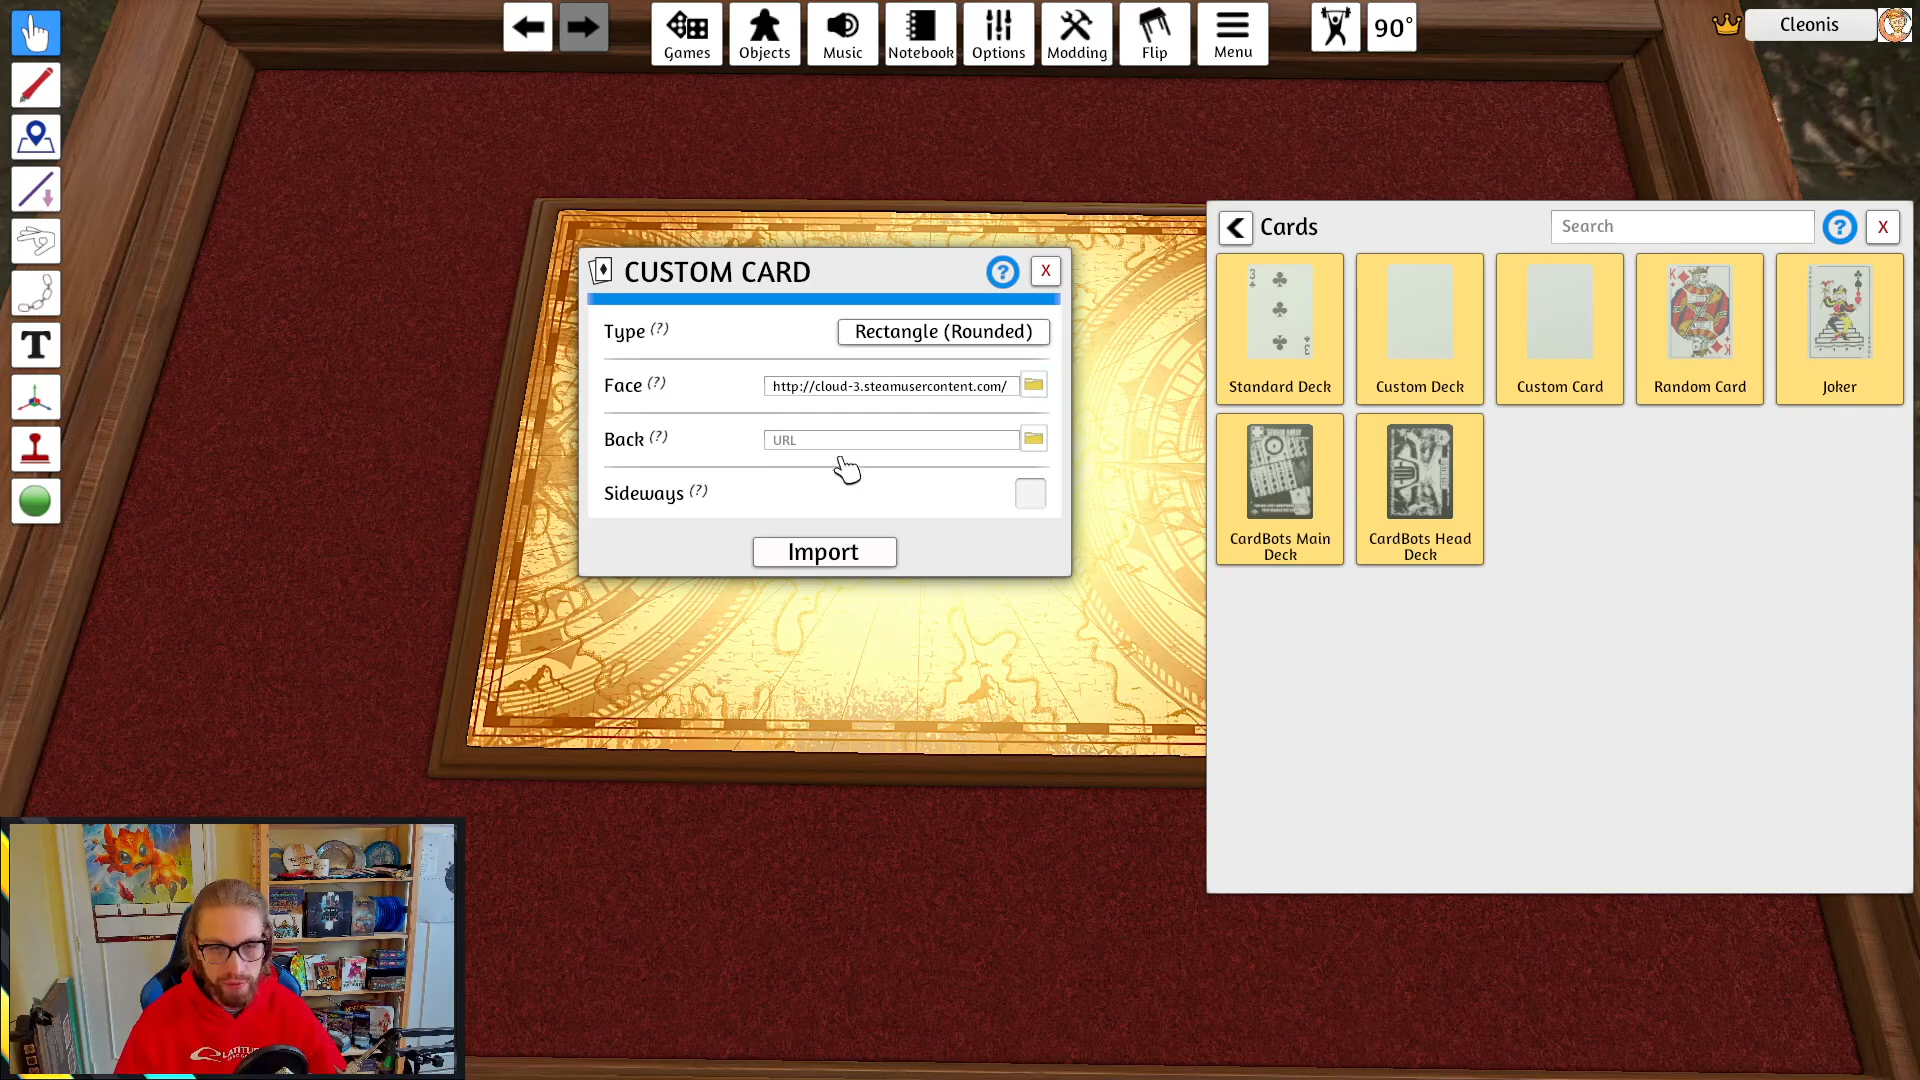 Games
Objects
Music
Notebook
Options
Modding
Flip
Menu
90°
Cleonis
CUSTOM CARD
?
X
Type (?)
Rectangle (Rounded)
Face (?)
http://cloud-3.steamusercontent.com/
Back (?)
URL
Sideways (?)
Import
Cards
Search
?
X
Standard Deck
Custom Deck
Custom Card
Random Card
Joker
CardBots Main
Deck
CardBots Head
Deck
T
3
3
K
K